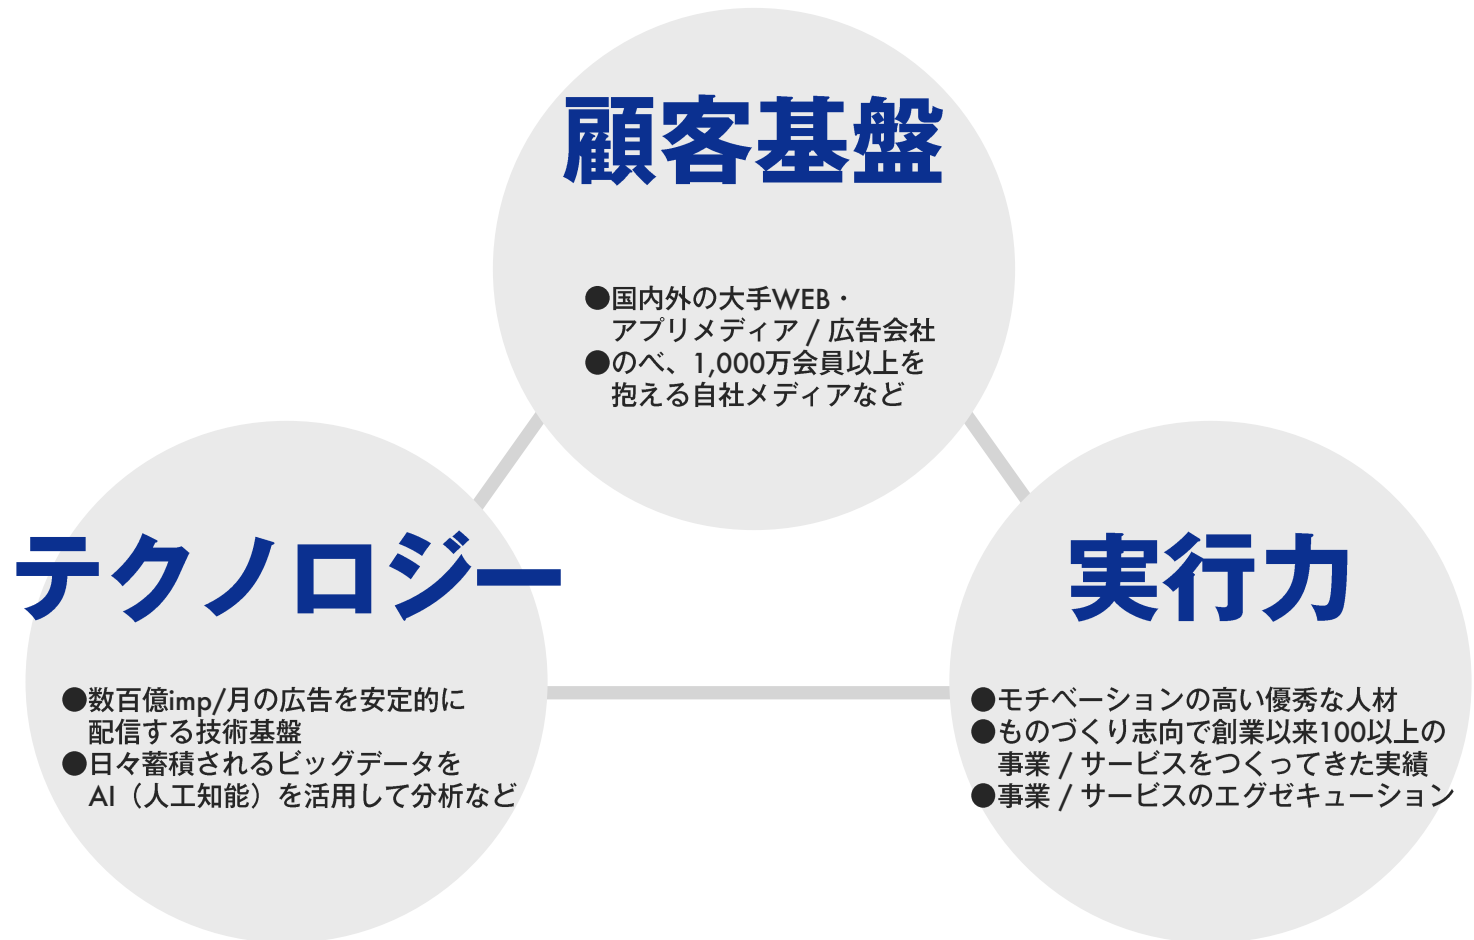 顧客基盤
●国内外の大手WEB・
アプリメディア / 広告会社
●のべ、1,000万会員以上を
抱える自社メディアなど
テクノロジー
●数百億imp/月の広告を安定的に
配信する技術基盤
●日々蓄積されるビッグデータを
AI（人工知能）を活用して分析など
実行力
●モチベーションの高い優秀な人材
●ものづくり志向で創業以来100以上の
事業 / サービスをつくってきた実績
●事業 / サービスのエグゼキューション